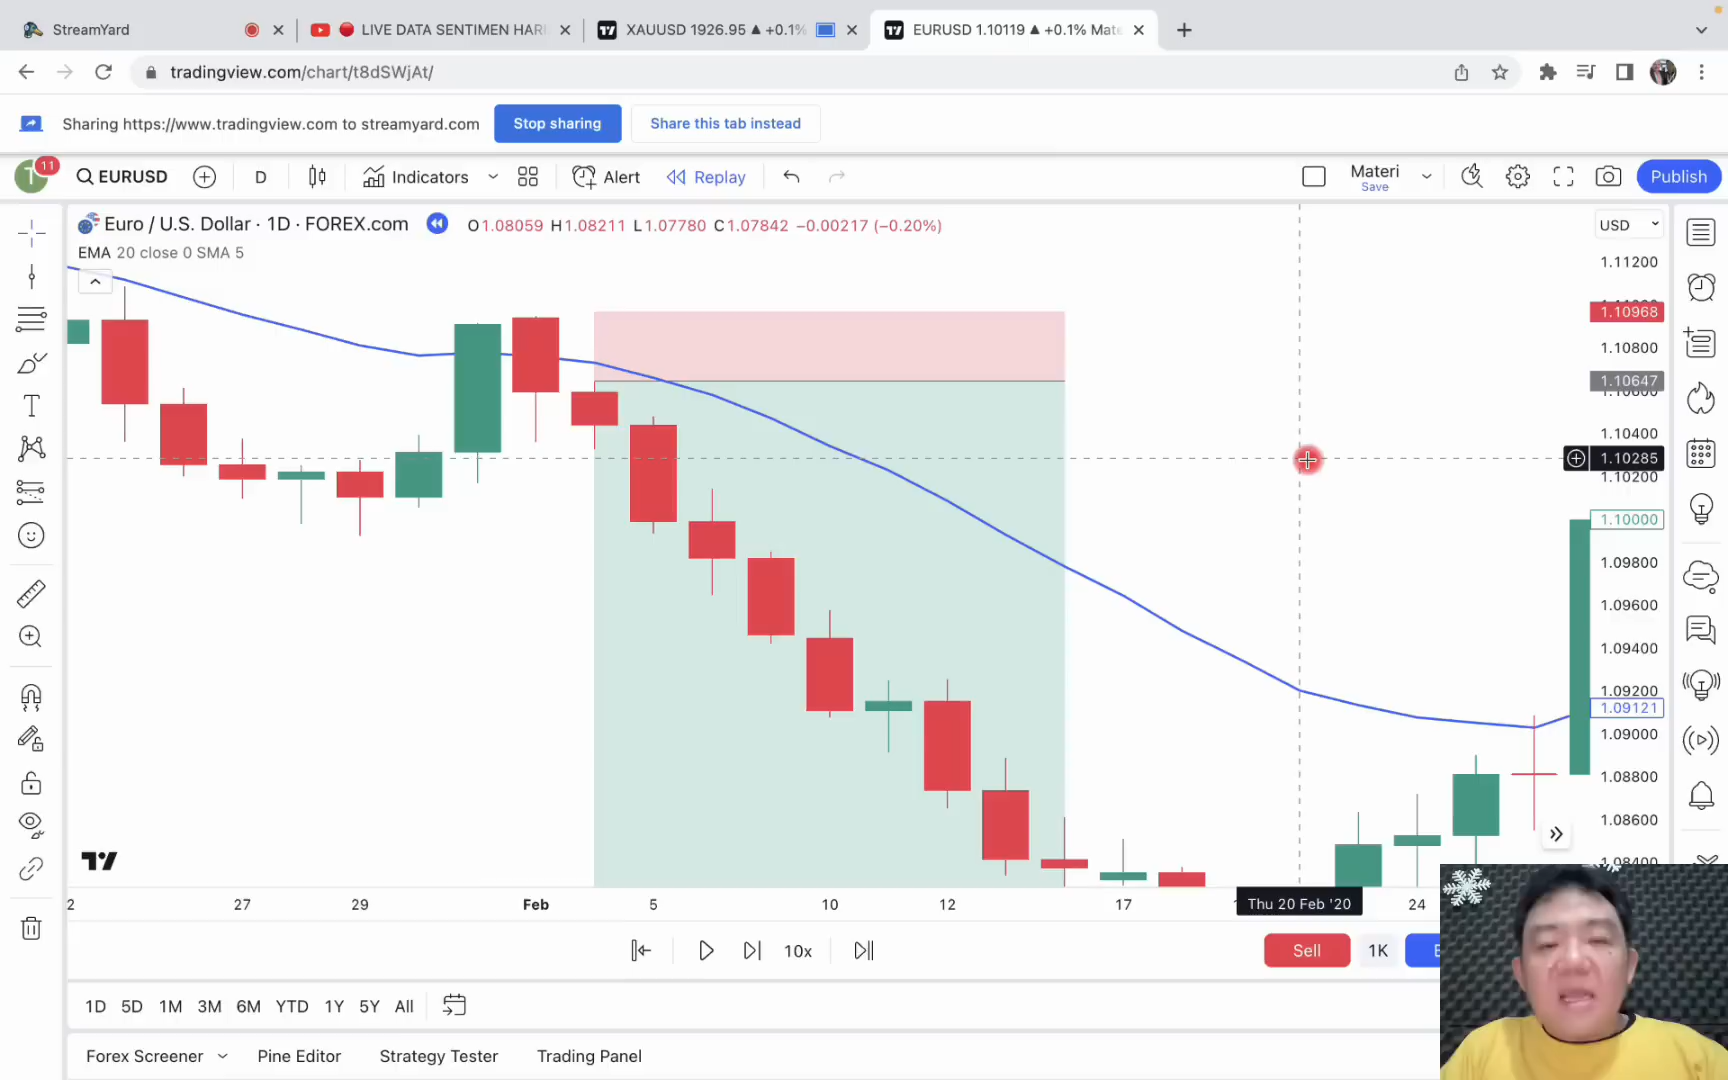 StreamYard
LIVE DATA SENTIMEN HAR
XAUUSD 1926.95 ▲ +0.1%
EURUSD 1.10119 ▲ +0.1% Mate
tradingview.com/chart/t8dSWjAt/
Sharing https://www.tradingview.com to streamyard.com
Stop sharing
Share this tab instead
T
11
EURUSD
D
Indicators
Alert
Replay
Materi
Save
Publish
Euro / U.S. Dollar · 1D · FOREX.com
O1.08059 H1.08211 L1.07780 C1.07842 −0.00217 (−0.20%)
EMA 20 close 0 SMA 5
USD
1.11200
1.10968
1.10800
1.10647
1.10400
1.10285
1.10200
1.10000
1.09800
1.09600
1.09400
1.09200
1.09121
1.09000
1.08800
1.08600
2
27
29
Feb
5
10
12
17
Thu 20 Feb '20
24
10x
Sell
1K
1D 5D 1M 3M 6M YTD 1Y 5Y All
Forex Screener
Pine Editor
Strategy Tester
Trading Panel